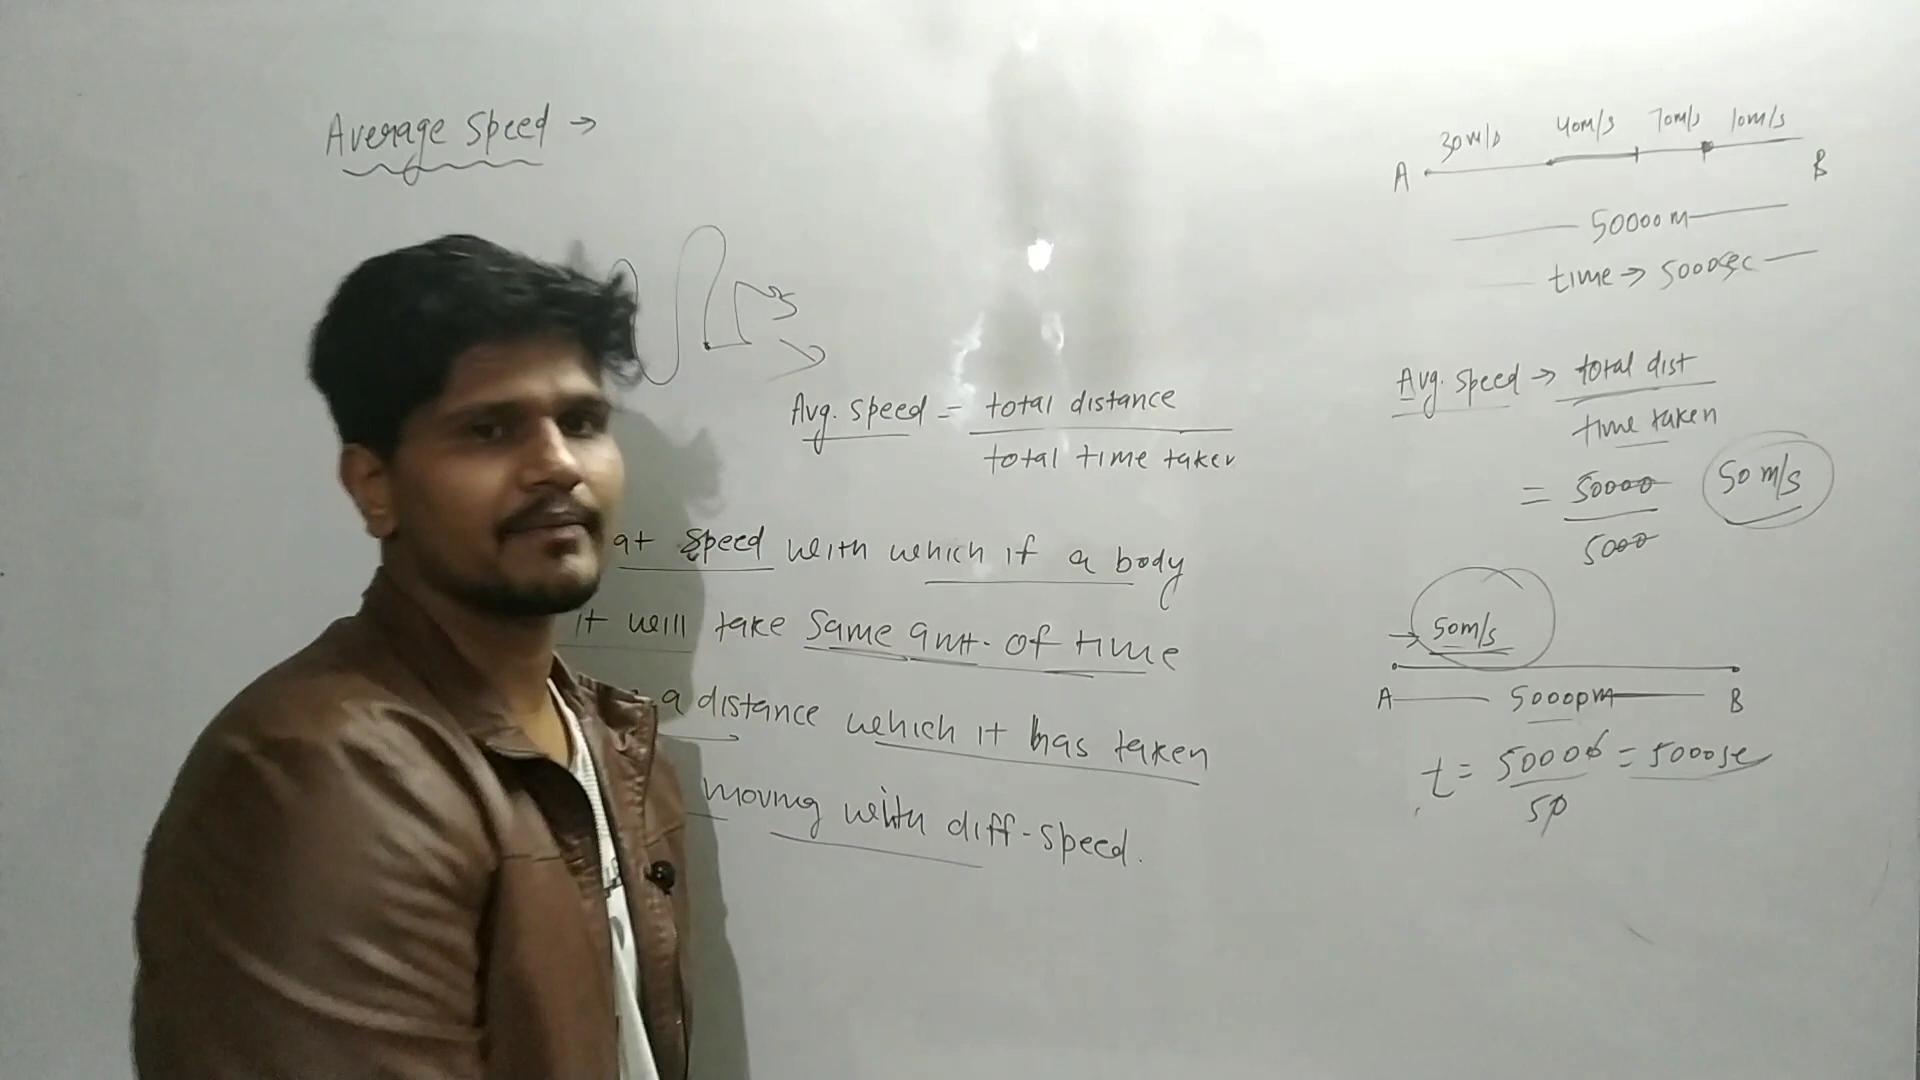 Average Speed →
Avg. Speed = total distance
total time taken
at speed with which if a body
it will take same amt. of time
a distance which it has taken
moving with diff-speed.
30m/s 40m/s 70m/s 10m/s
A B
50000m
time → 5000sec
Avg. Speed → total dist
time taken
= 50000
5000
50 m/s
→ 50m/s
A 50000m B
t = 50000 = 5000se
50